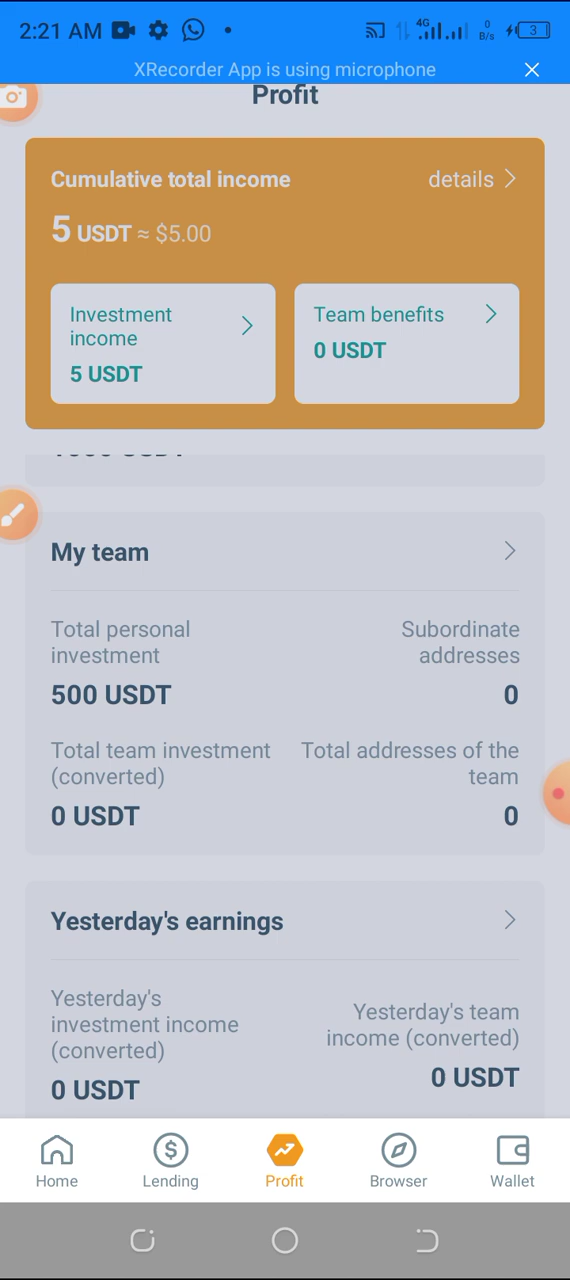 2:21 AM
4G
0
B/s
3
XRecorder App is using microphone
Profit
Cumulative total income
details
5 USDT ≈ $5.00
Investment
income
5 USDT
Team benefits
0 USDT
My team
Total personal
investment
500 USDT
Subordinate
addresses
0
Total team investment
(converted)
0 USDT
Total addresses of the
team
0
Yesterday's earnings
Yesterday's
investment income
(converted)
0 USDT
Yesterday's team
income (converted)
0 USDT
Home
Lending
Profit
Browser
Wallet